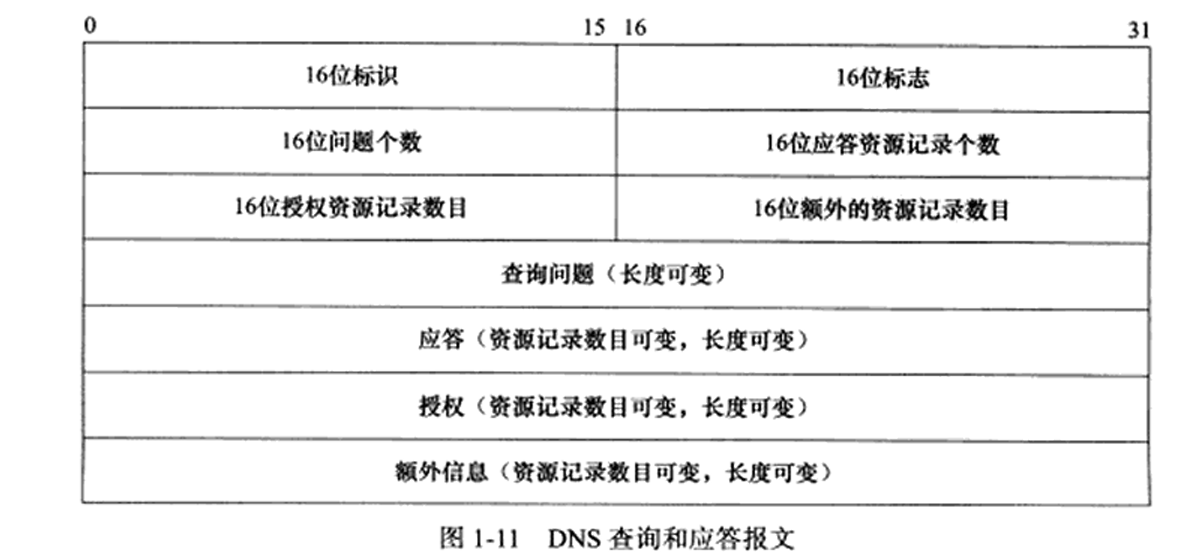 0 15 16 31
16位标识 16位标志
16位问题个数 16位应答资源记录个数
16位授权资源记录数目 16位额外的资源记录数目
查询问题（长度可变）
应答（资源记录数目可变，长度可变）
授权（资源记录数目可变，长度可变）
额外信息（资源记录数目可变，长度可变）
图 1-11 DNS 查询和应答报文